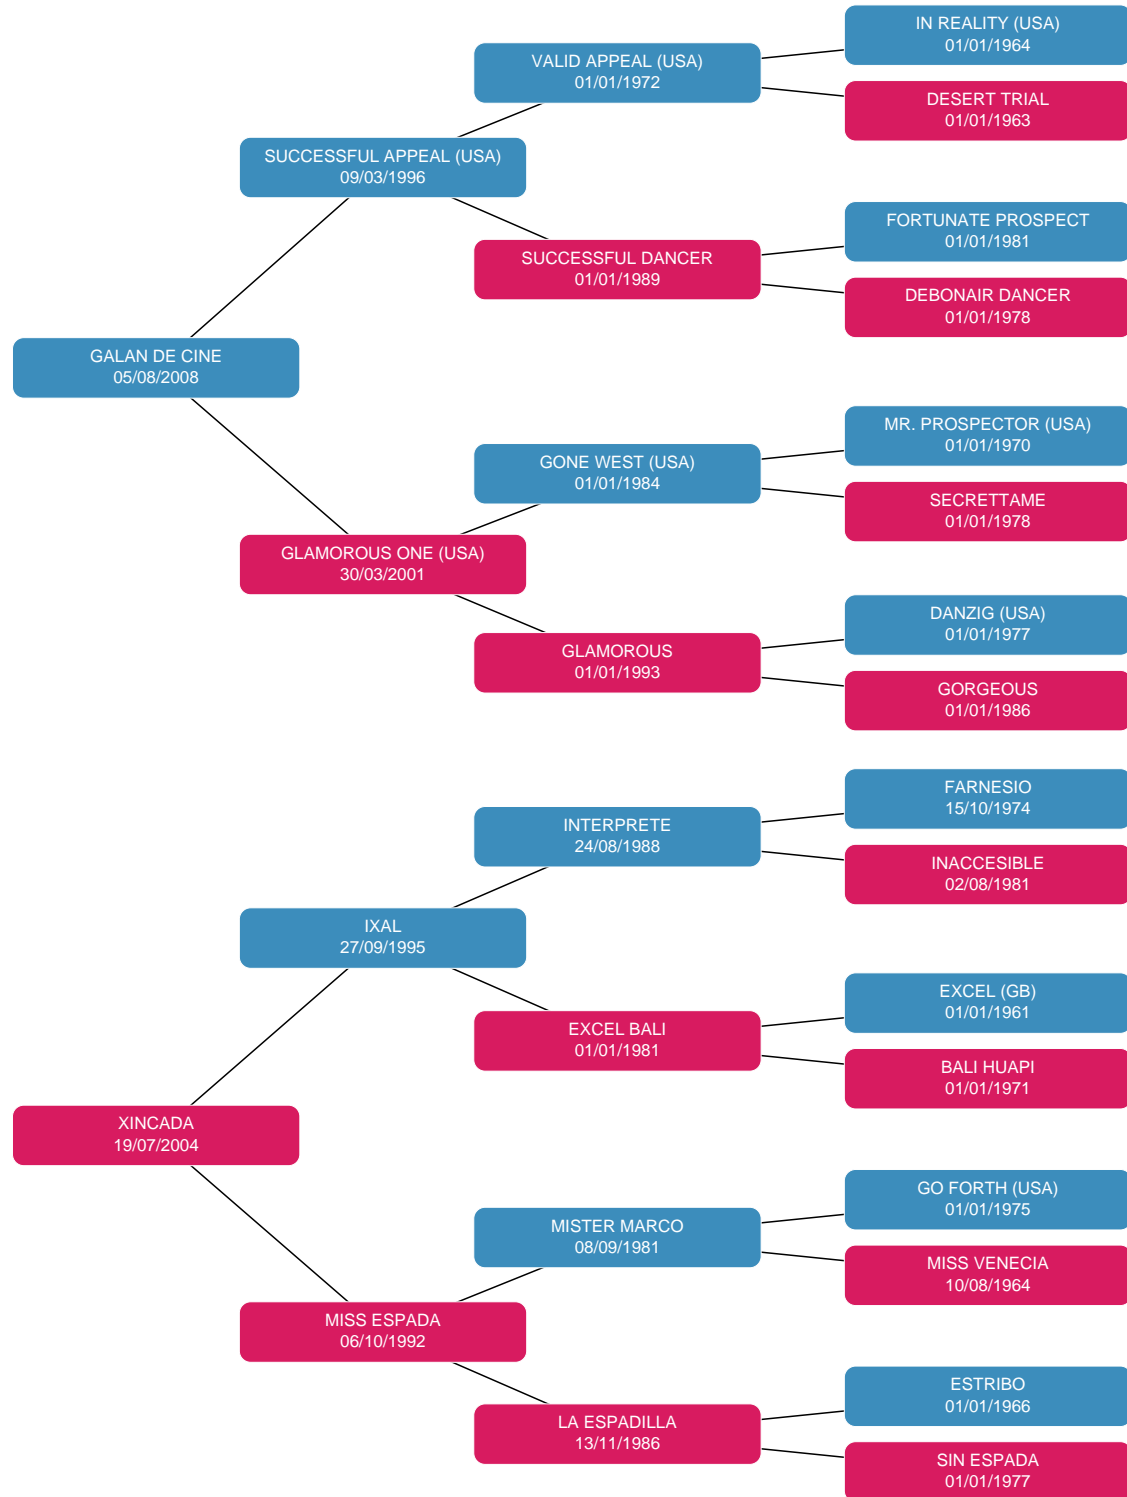 IN REALITY (USA)
01/01/1964
VALID APPEAL (USA)
01/01/1972
DESERT TRIAL
01/01/1963
SUCCESSFUL APPEAL (USA)
09/03/1996
FORTUNATE PROSPECT
01/01/1981
SUCCESSFUL DANCER
01/01/1989
DEBONAIR DANCER
01/01/1978
GALAN DE CINE
05/08/2008
MR. PROSPECTOR (USA)
01/01/1970
GONE WEST (USA)
01/01/1984
SECRETTAME
01/01/1978
GLAMOROUS ONE (USA)
30/03/2001
DANZIG (USA)
01/01/1977
GLAMOROUS
01/01/1993
GORGEOUS
01/01/1986
FARNESIO
15/10/1974
INTERPRETE
24/08/1988
INACCESIBLE
02/08/1981
IXAL
27/09/1995
EXCEL (GB)
01/01/1961
EXCEL BALI
01/01/1981
BALI HUAPI
01/01/1971
XINCADA
19/07/2004
GO FORTH (USA)
01/01/1975
MISTER MARCO
08/09/1981
MISS VENECIA
10/08/1964
MISS ESPADA
06/10/1992
ESTRIBO
01/01/1966
LA ESPADILLA
13/11/1986
SIN ESPADA
01/01/1977